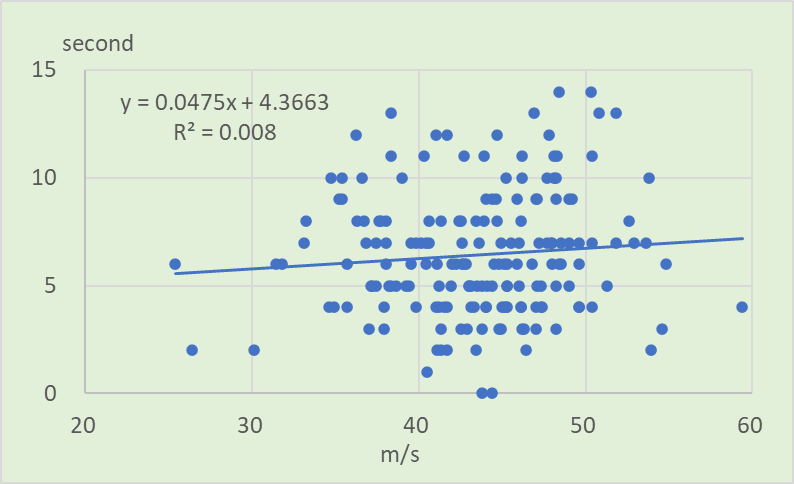 second
15
y = 0.0475x + 4.3663
R² = 0.008
10
5
0
20 30 40 50 60
m/s